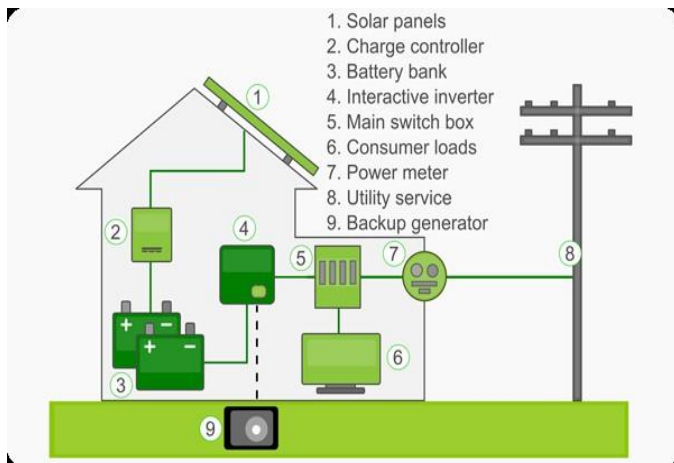 1. Solar panels
2. Charge controller
3. Battery bank
4. Interactive inverter
5. Main switch box
6. Consumer loads
7. Power meter
8. Utility service
9. Backup generator
1
2
4
5
7
8
+ -
+ -
3
6
9